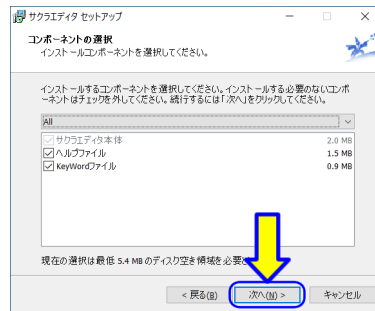 サクラエディタ セットアップ
コンポーネントの選択
インストールコンポーネントを選択してください。
インストールするコンポーネントを選択してください。インストールする必要のないコンポ
ーネントはチェックを外してください。続行するには「次へ」をクリックしてください。
All
サクラエディタ本体 2.0 MB
ヘルプファイル 1.5 MB
KeyWordファイル 0.9 MB
現在の選択は最低 5.4 MB のディスク空き領域を必要と
< 戻る(B) 次へ(N) > キャンセル